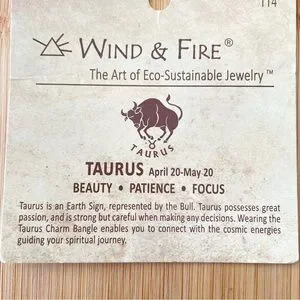 114
WIND & FIRE®
The Art of Eco-Sustainable Jewelry™
TAURUS
TAURUS April 20-May 20
BEAUTY • PATIENCE • FOCUS
Taurus is an Earth Sign, represented by the Bull. Taurus possesses great
passion, and is strong but careful when making any decisions. Wearing the
Taurus Charm Bangle enables you to connect with the cosmic energies
guiding your spiritual journey.